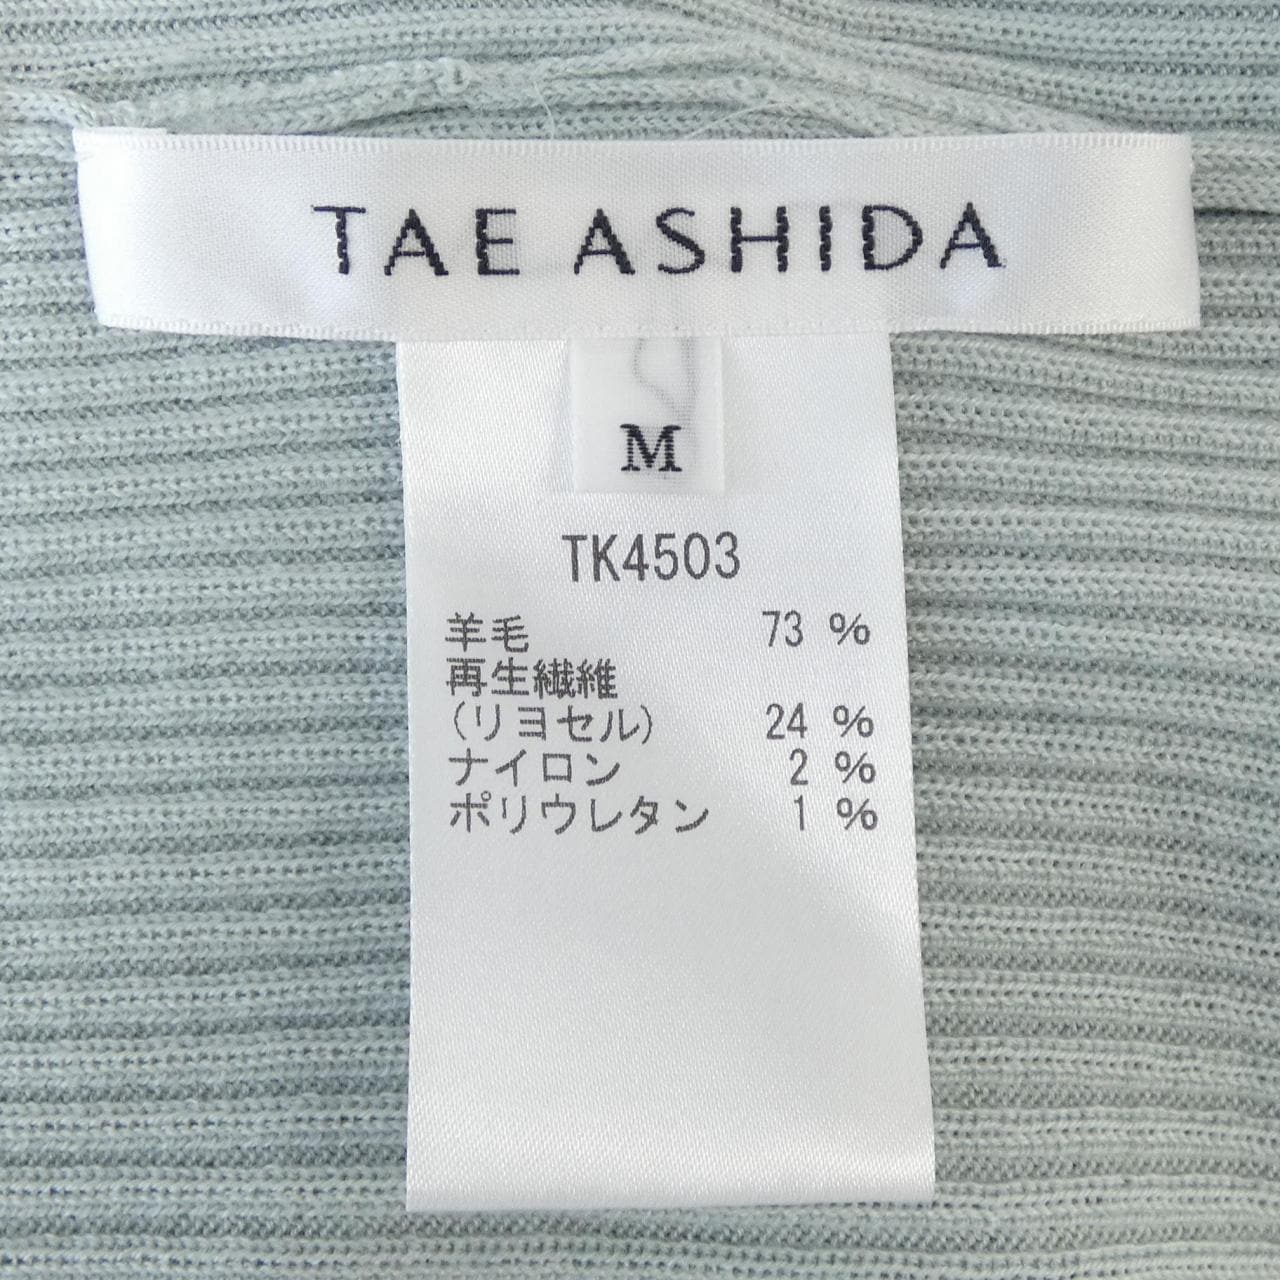 TAE ASHIDA
M
TK4503
羊毛 73 %
再生繊維
(リヨセル) 24 %
ナイロン 2 %
ポリウレタン 1 %